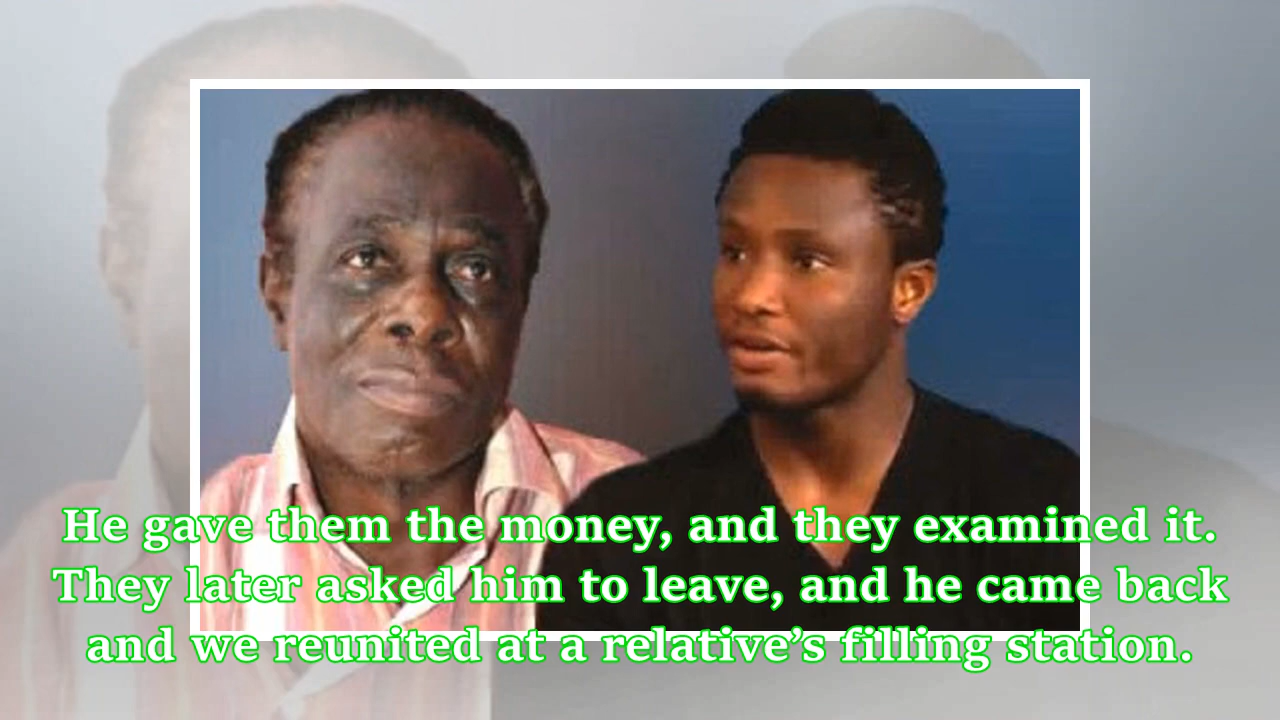 He gave them the money, and they examined it.
They later asked him to leave, and he came back
and we reunited at a relative’s filling station.